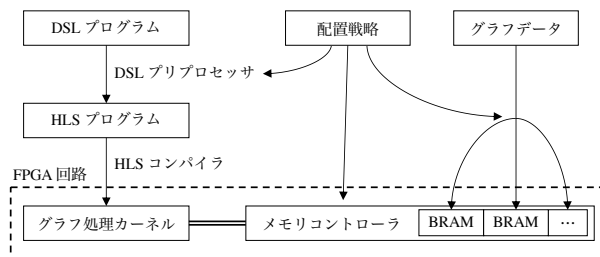 DSL プログラム
配置戦略
グラフデータ
DSL プリプロセッサ
HLS プログラム
HLS コンパイラ
FPGA 回路
グラフ処理カーネル
メモリコントローラ
BRAM
BRAM
…